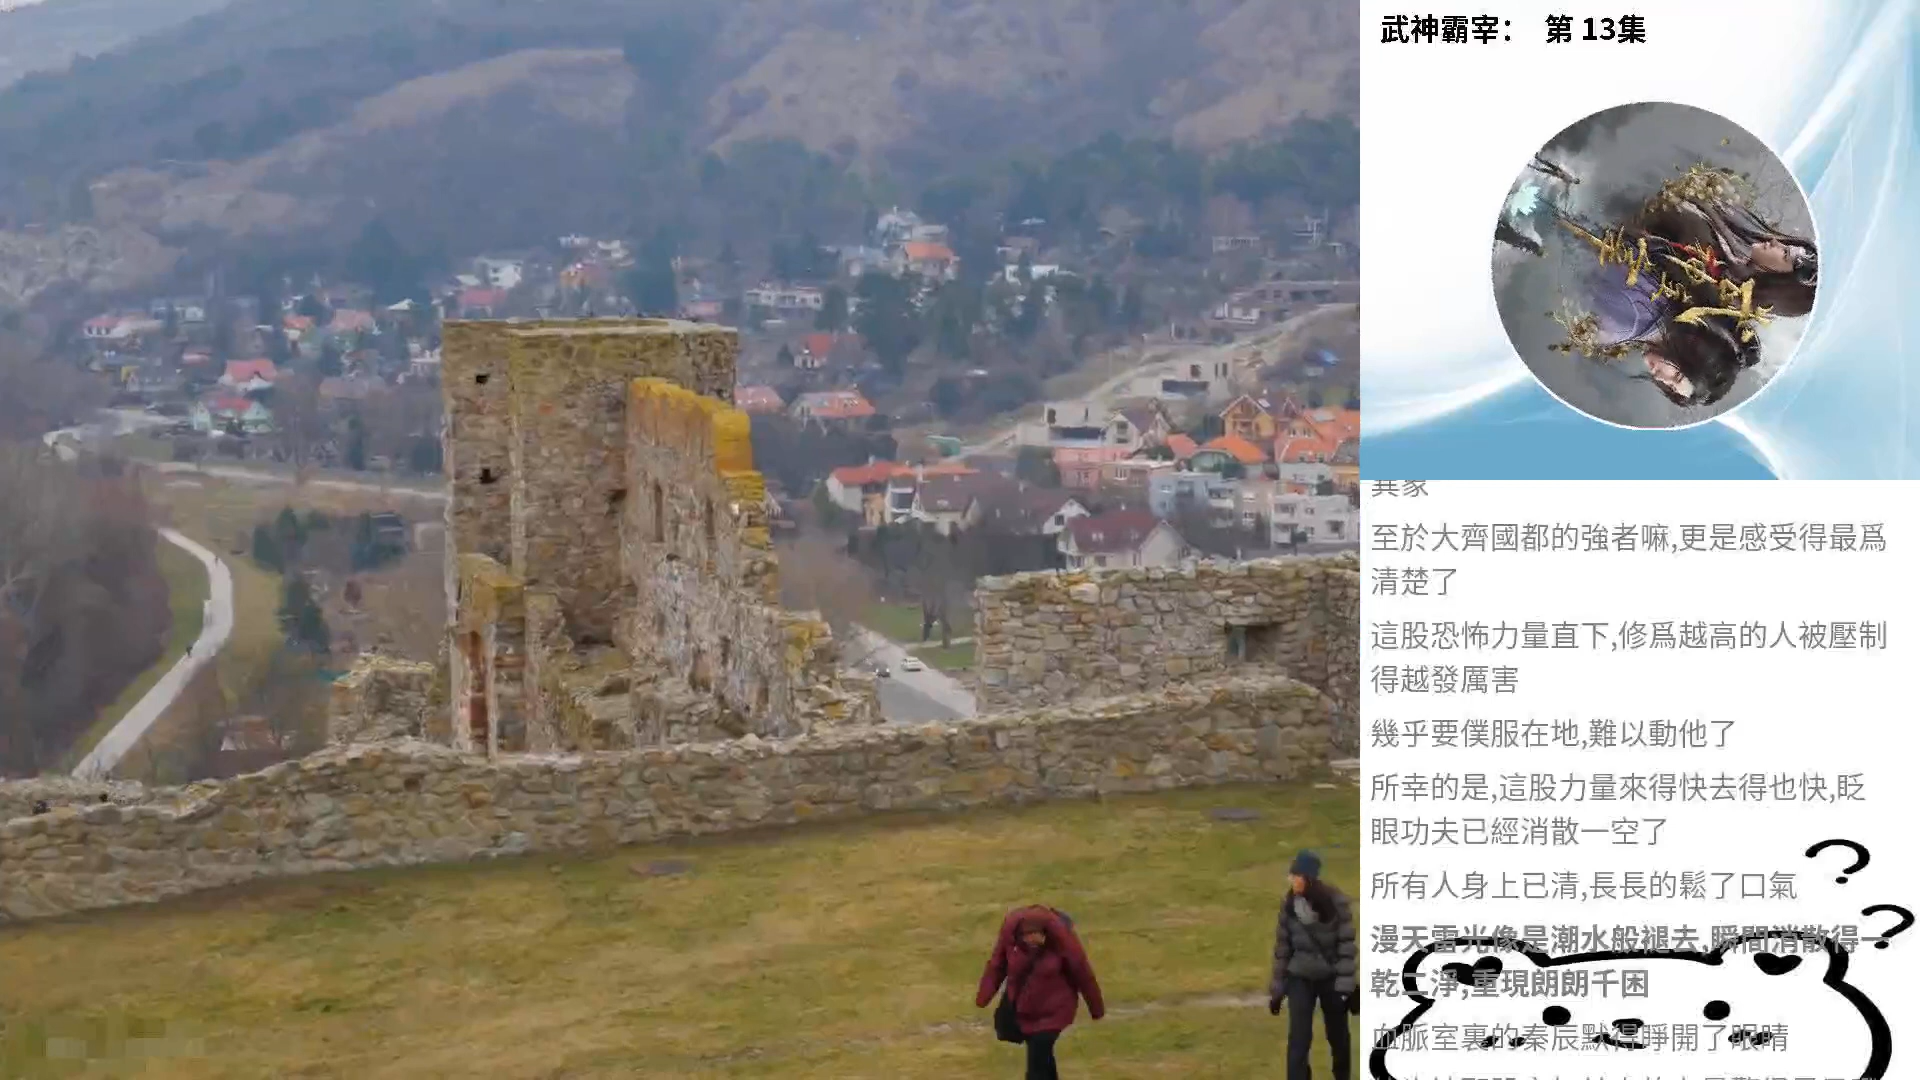 武神霸宰： 第 13集
異象
至於大齊國都的強者嘛,更是感受得最爲
清楚了
這股恐怖力量直下,修爲越高的人被壓制
得越發厲害
幾乎要僕服在地,難以動他了
所幸的是,這股力量來得快去得也快,眨
眼功夫已經消散一空了
所有人身上已清,長長的鬆了口氣
漫天雷光像是潮水般褪去,瞬間消散得一
乾二淨,重現朗朗千困
血脈室裏的秦辰默得睜開了眼睛